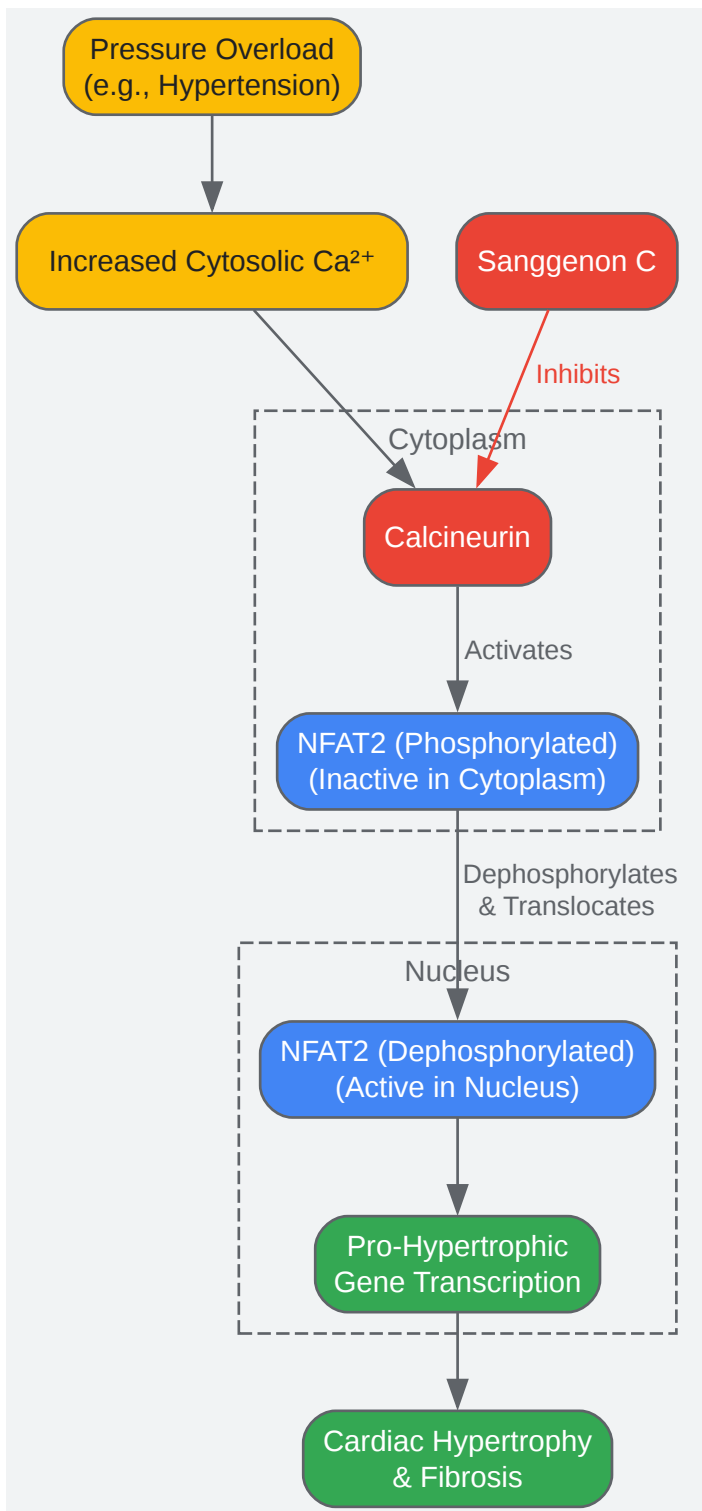 Pressure Overload
(e.g., Hypertension)
Increased Cytosolic Ca²⁺
Sanggenon C
Inhibits
Cytoplasm
Calcineurin
Activates
NFAT2 (Phosphorylated)
(Inactive in Cytoplasm)
Dephosphorylates
& Translocates
Nucleus
NFAT2 (Dephosphorylated)
(Active in Nucleus)
Pro-Hypertrophic
Gene Transcription
Cardiac Hypertrophy
& Fibrosis